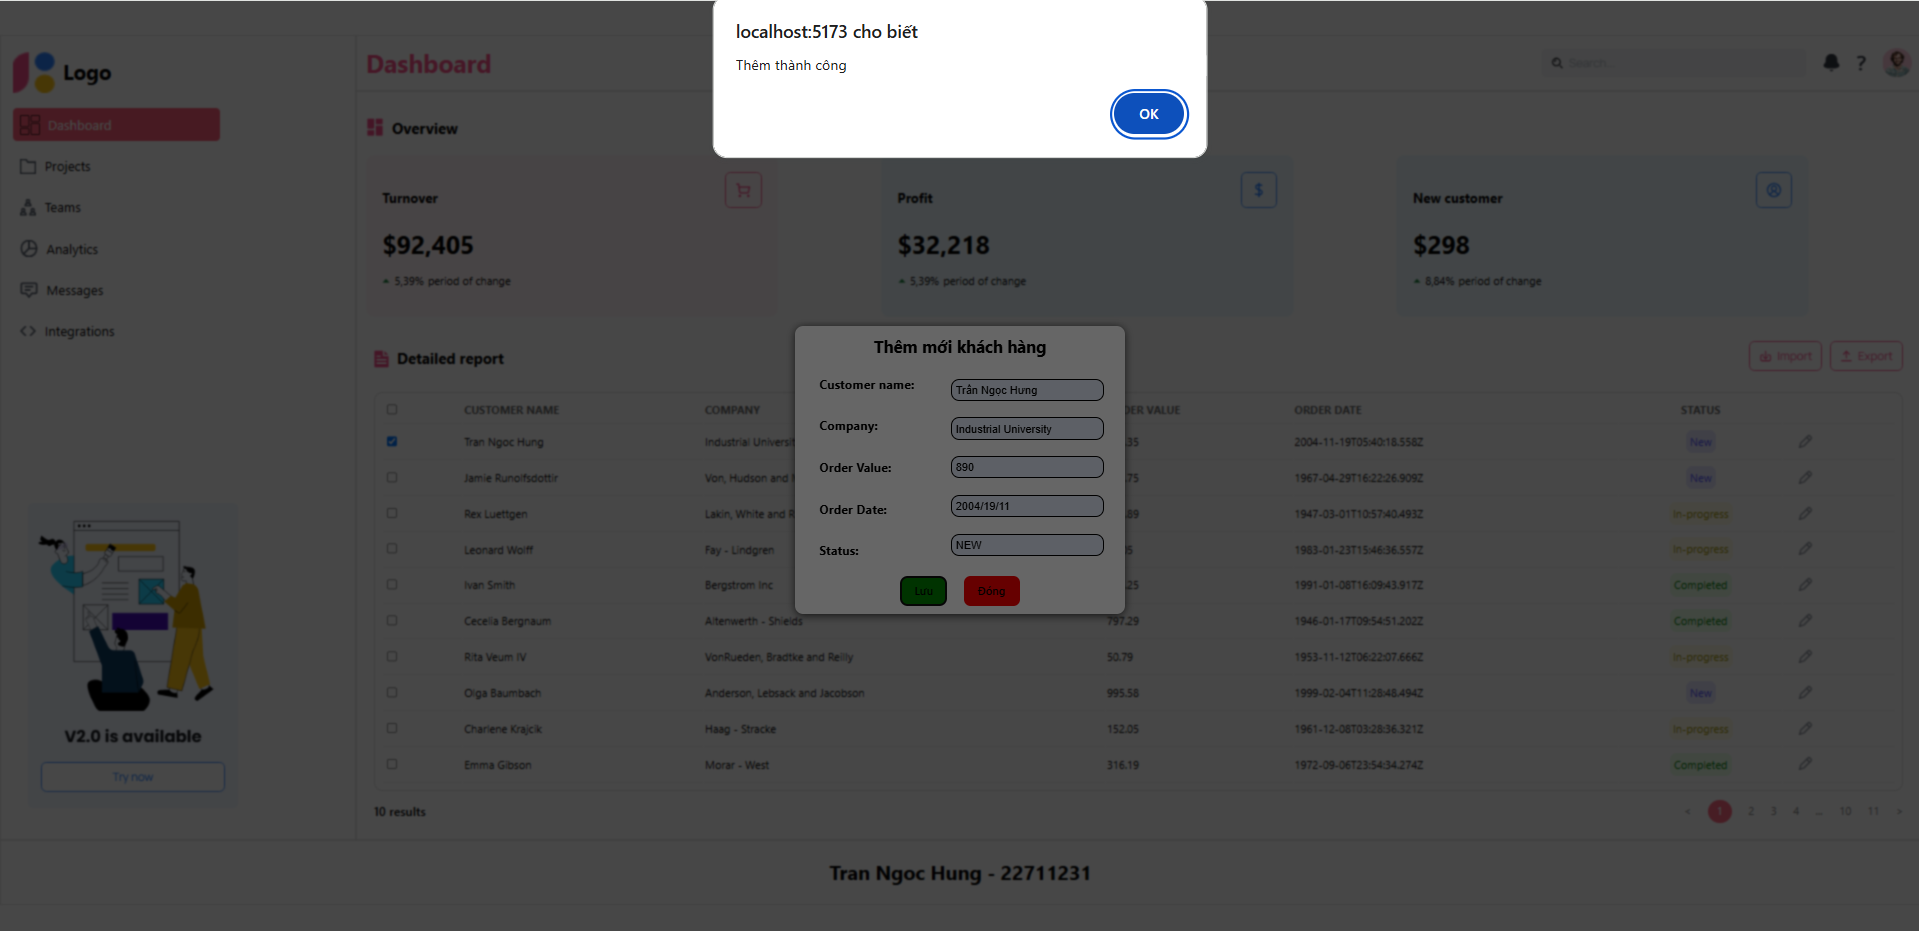 localhost:5173 cho biết
Thêm thành công
OK
Logo
Dashboard
Search...
?
Dashboard
Projects
Teams
Analytics
Messages
Integrations
V2.0 is available
Try now
Overview
Turnover
$92,405
5,39% period of change
Profit
$
$32,218
5,39% period of change
New customer
$298
8,84% period of change
Detailed report
Import
Export
Thêm mới khách hàng
Customer name: Trần Ngọc Hưng
Company: Industrial University
Order Value: 890
Order Date: 2004/19/11
Status: NEW
Lưu Đóng
CUSTOMER NAME COMPANY ORDER DATE STATUS
Tran Ngoc Hung Industrial 2004-11-19T05:40:18.558Z New
Jamie Runolfsdottir Von, Hudson and 1967-04-29T16:22:26.909Z New
Rex Luettgen Lakin, White and 1947-03-01T10:57:40.493Z In-progress
Leonard Wolff Fay - Lindgren 1983-01-23T15:46:36.557Z In-progress
Ivan Smith Bergstrom Inc 1991-01-08T16:09:43.917Z Completed
Cecelia Bergnaum Altenwerth - Shields 797.29 1946-01-17T09:54:51.202Z Completed
Rita Veum IV VonRueden, Bradtke and Reilly 50.79 1953-11-12T06:22:07.666Z In-progress
Olga Baumbach Anderson, Lebsack and Jacobson 995.58 1999-02-04T11:28:48.494Z New
Charlene Krajcik Haag - Stracke 152.05 1961-12-08T03:28:36.321Z In-progress
Emma Gibson Morar - West 316.19 1972-09-06T23:54:34.274Z Completed
10 results
< 1 2 3 4 ... 10 11 >
Tran Ngoc Hung - 22711231